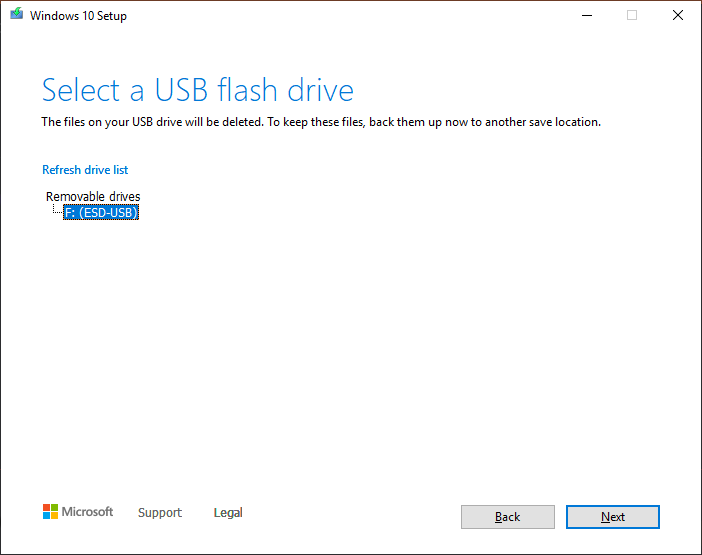 Windows 10 Setup
Select a USB flash drive
The files on your USB drive will be deleted. To keep these files, back them up now to another save location.
Refresh drive list
Removable drives
F: (ESD-USB)
Microsoft Support Legal
Back Next